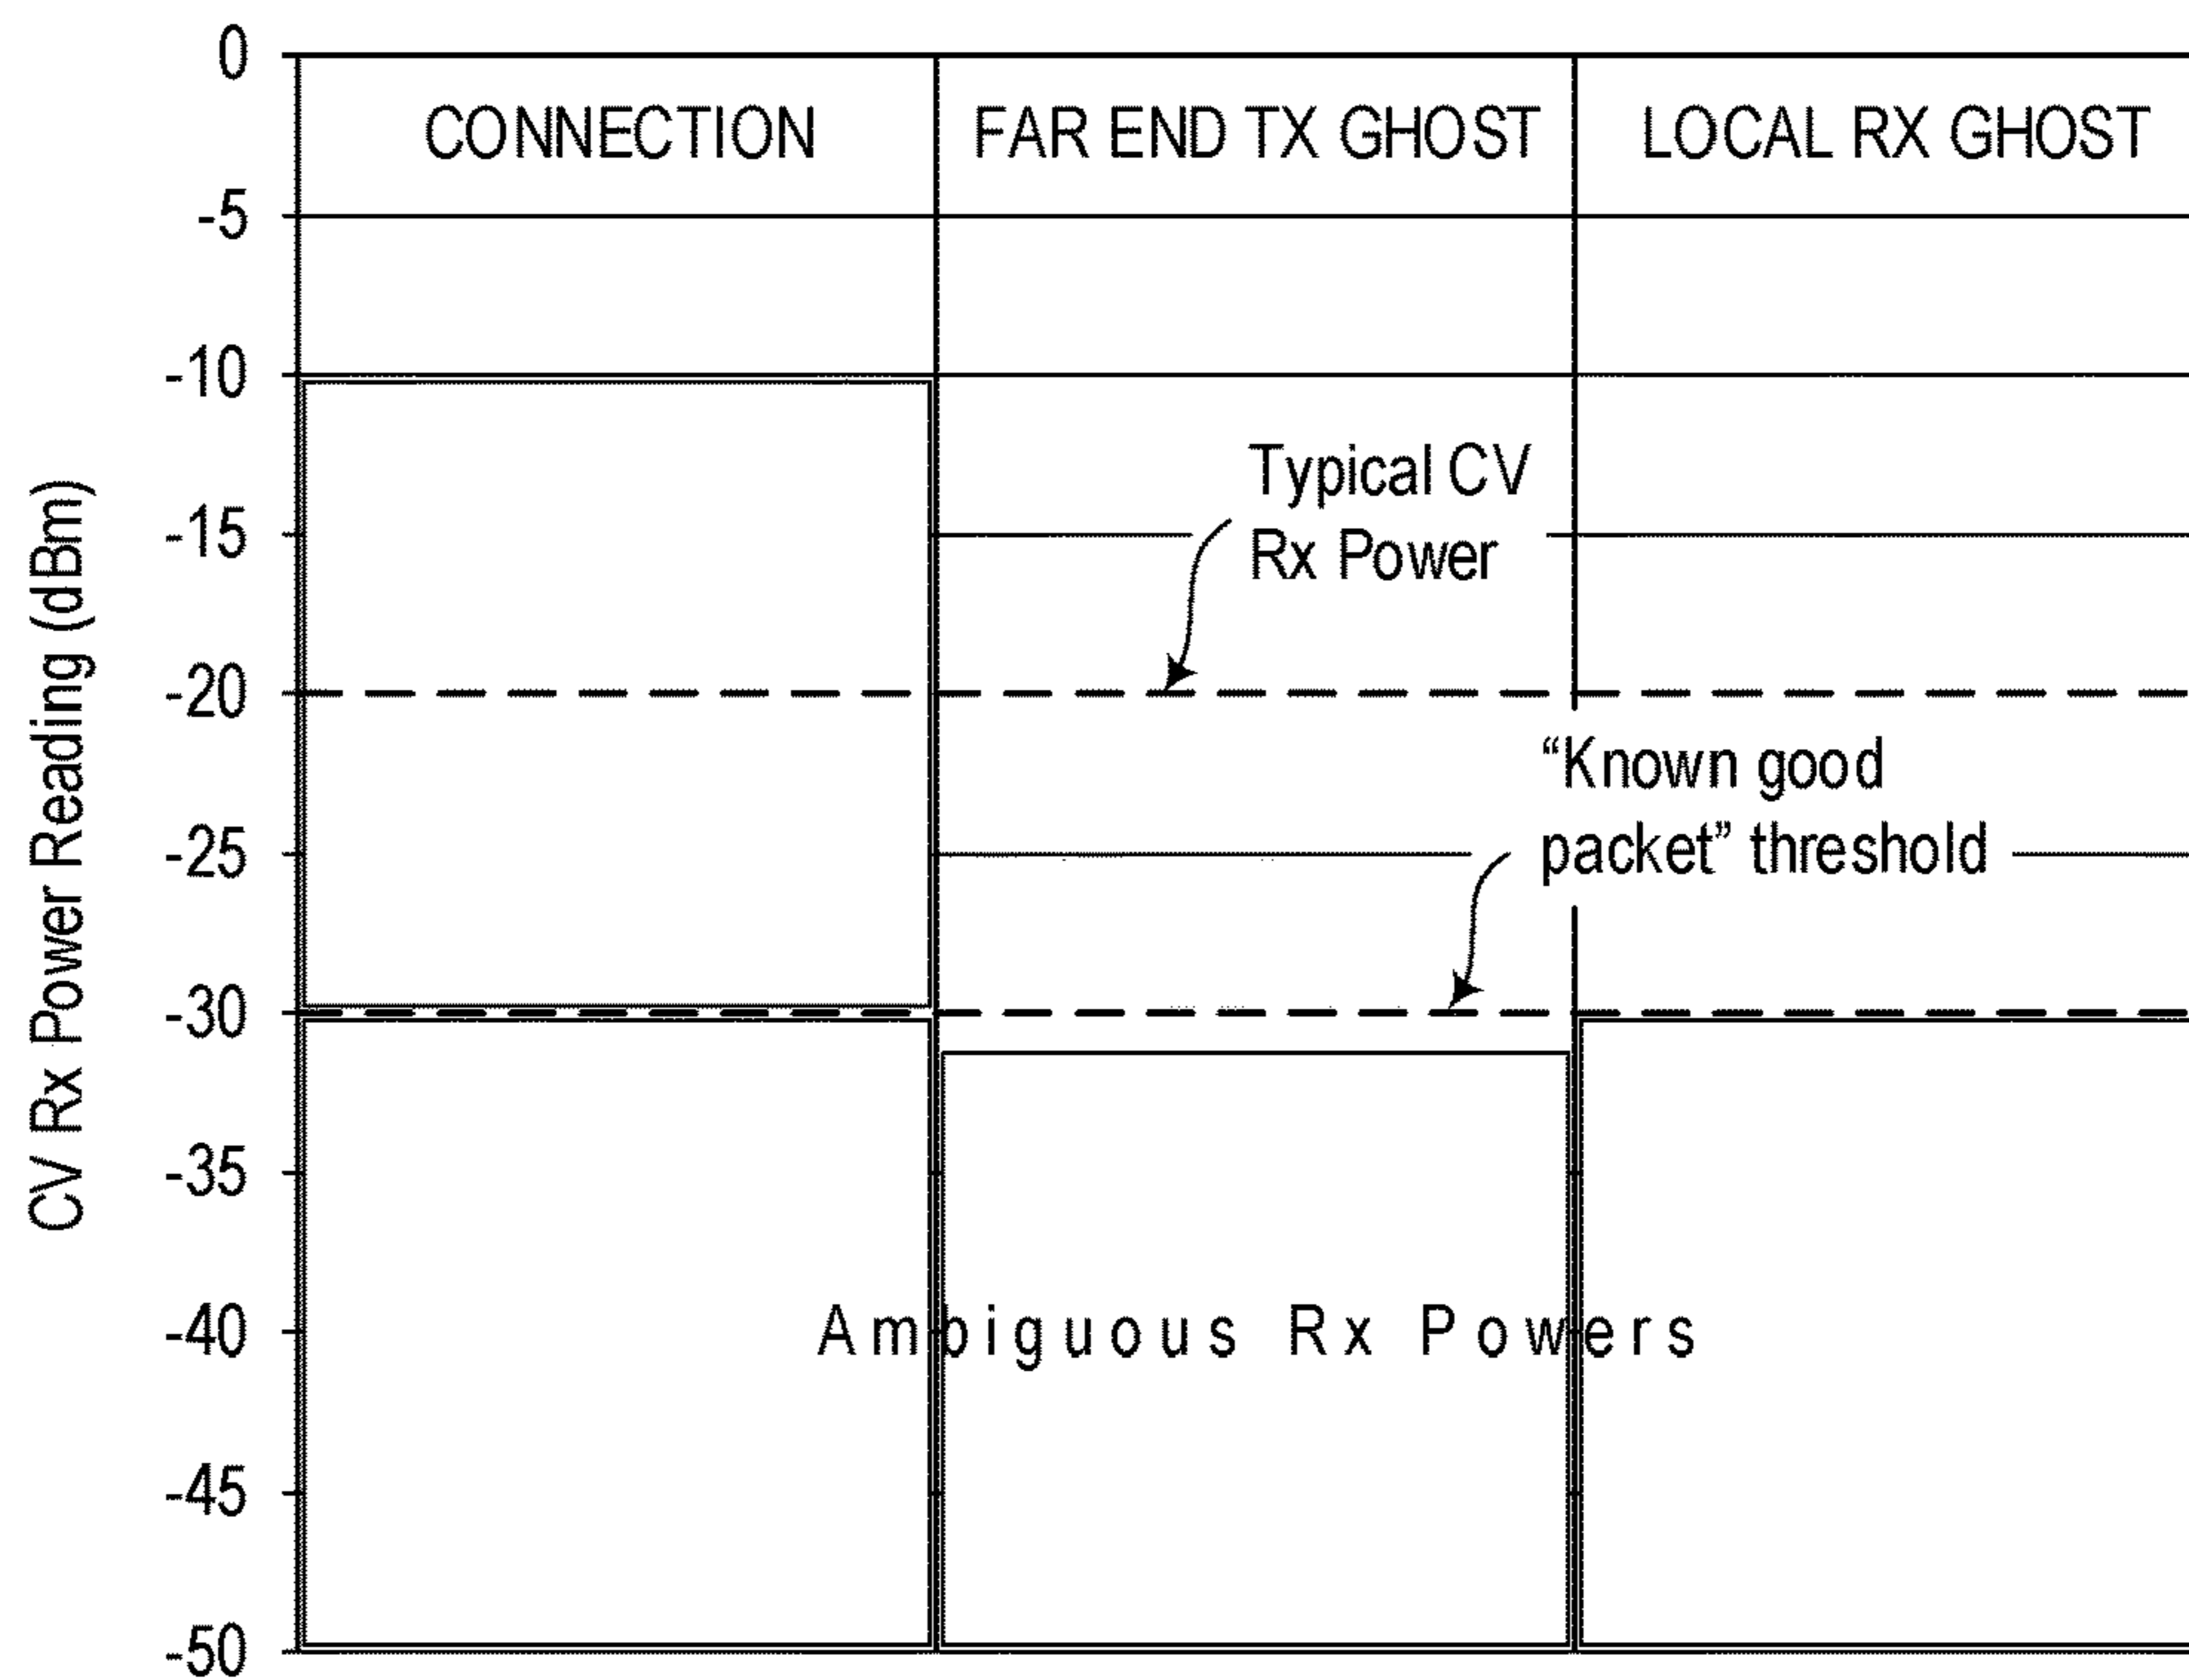 0
CONNECTION
FAR END TX GHOST
LOCAL RX GHOST
-5
-10
Typical CV
Rx Power
-15
-20
“Known good
packet” threshold
-25
-30
-35
Ambiguous Rx Powers
-40
-45
-50
CV Rx Power Reading (dBm)